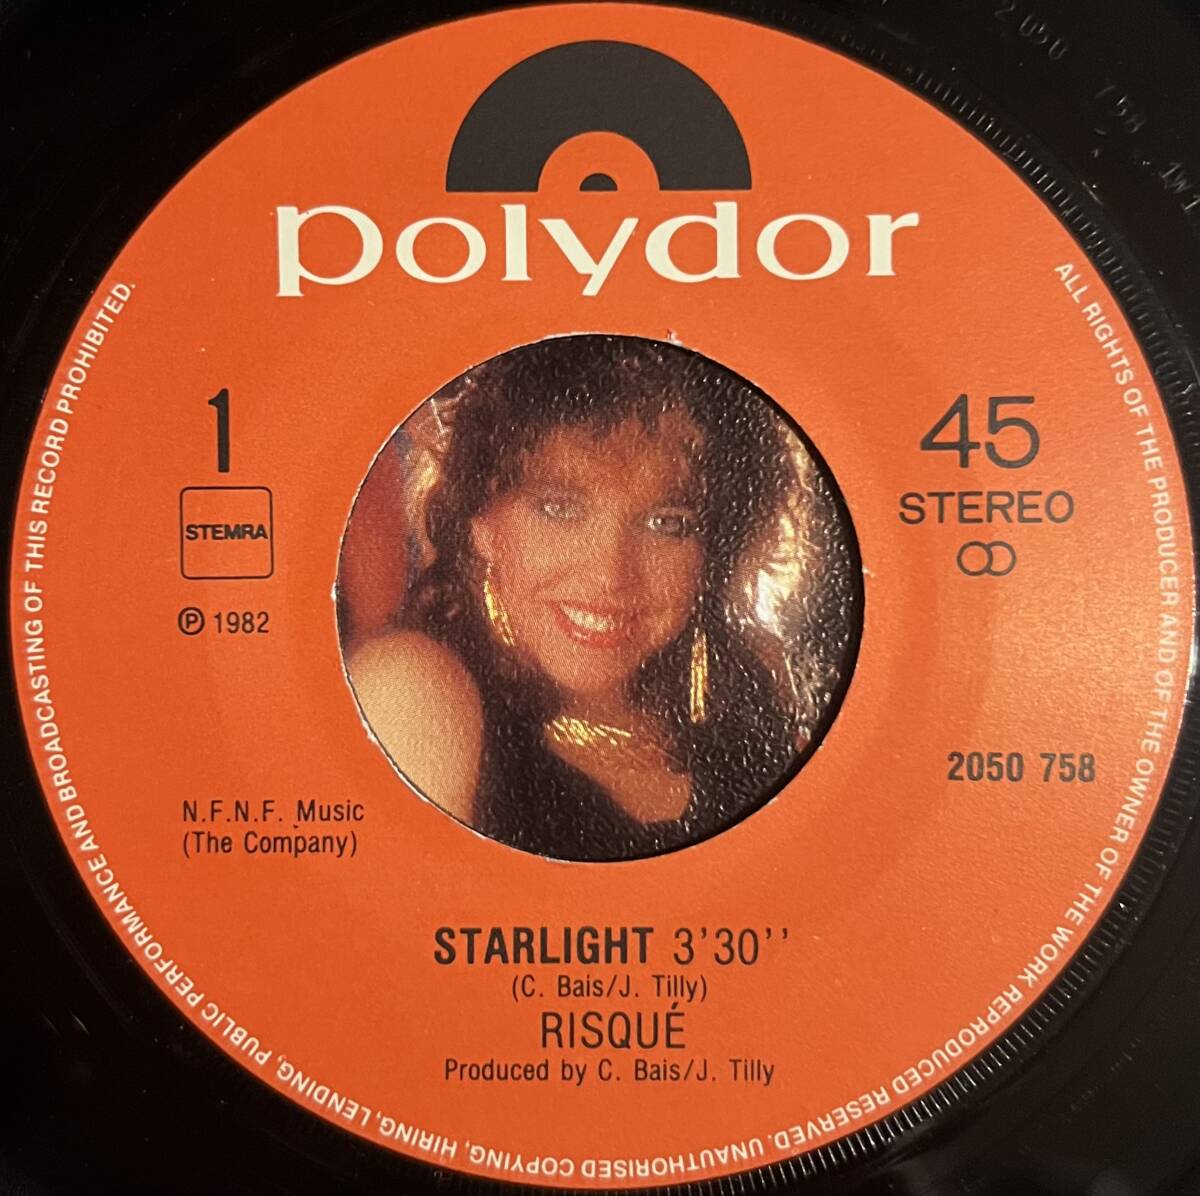 polydor
1
STEMRA
℗ 1982
45
STEREO
2050 758
N.F.N.F. Music
(The Company)
STARLIGHT 3'30''
(C. Bais/J. Tilly)
RISQUÉ
Produced by C. Bais/J. Tilly
ALL RIGHTS OF THE PRODUCER AND OF THE OWNER OF THE WORK REPRODUCED RESERVED. UNAUTHORISED COPYING, HIRING, LENDING, PUBLIC PERFORMANCE AND BROADCASTING OF THIS RECORD PROHIBITED.
2050 758